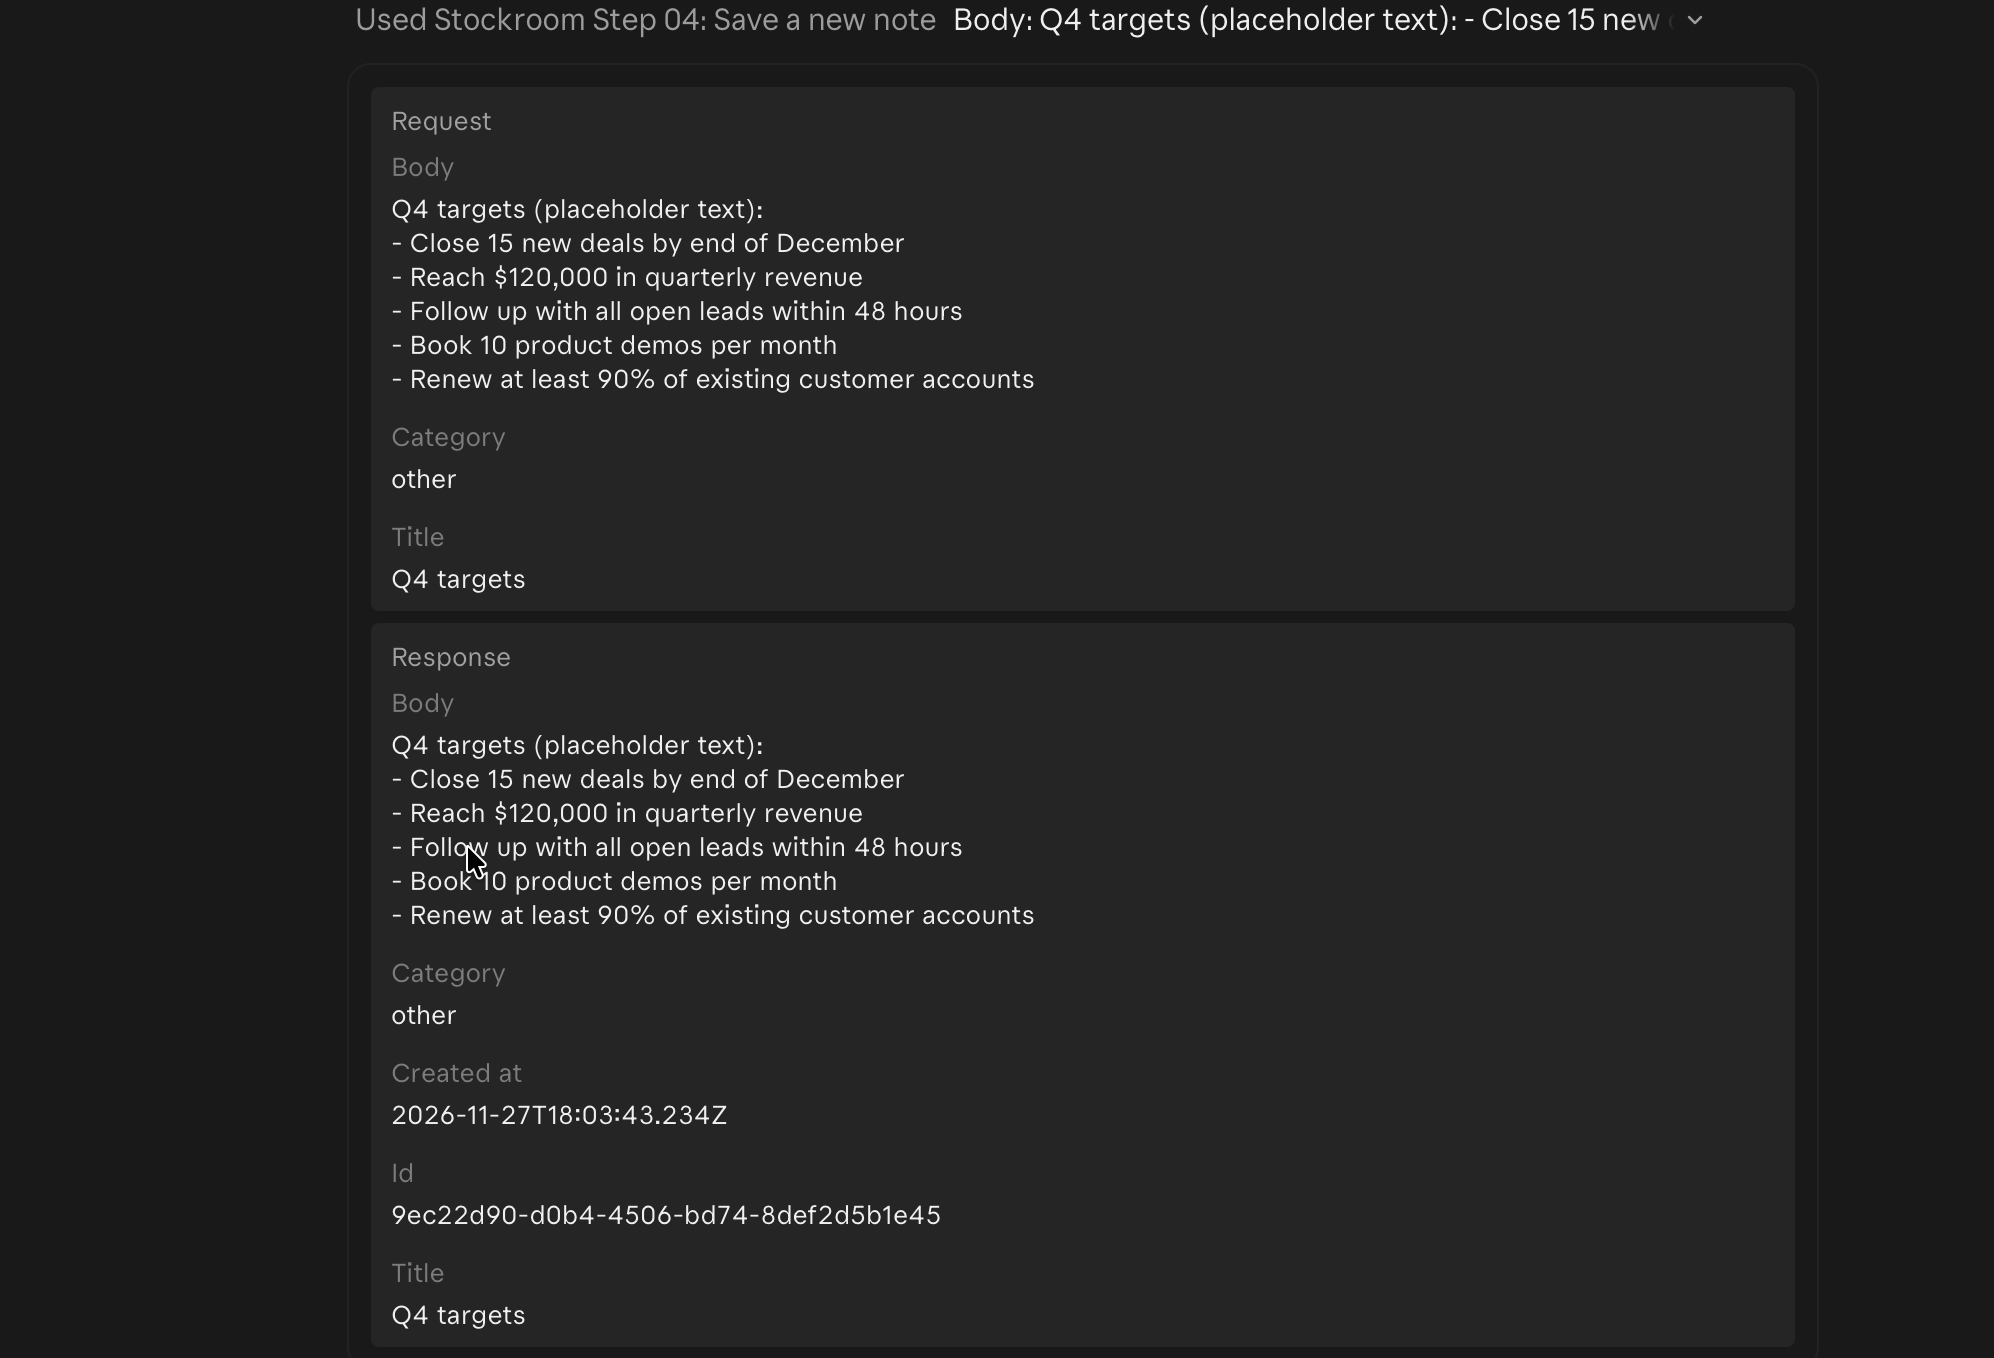 Used Stockroom Step 04: Save a new note Body: Q4 targets (placeholder text): - Close 15 new
Request
Body
Q4 targets (placeholder text):
- Close 15 new deals by end of December
- Reach $120,000 in quarterly revenue
- Follow up with all open leads within 48 hours
- Book 10 product demos per month
- Renew at least 90% of existing customer accounts
Category
other
Title
Q4 targets
Response
Body
Q4 targets (placeholder text):
- Close 15 new deals by end of December
- Reach $120,000 in quarterly revenue
- Follow up with all open leads within 48 hours
- Book 10 product demos per month
- Renew at least 90% of existing customer accounts
Category
other
Created at
2026-11-27T18:03:43.234Z
Id
9ec22d90-d0b4-4506-bd74-8def2d5b1e45
Title
Q4 targets